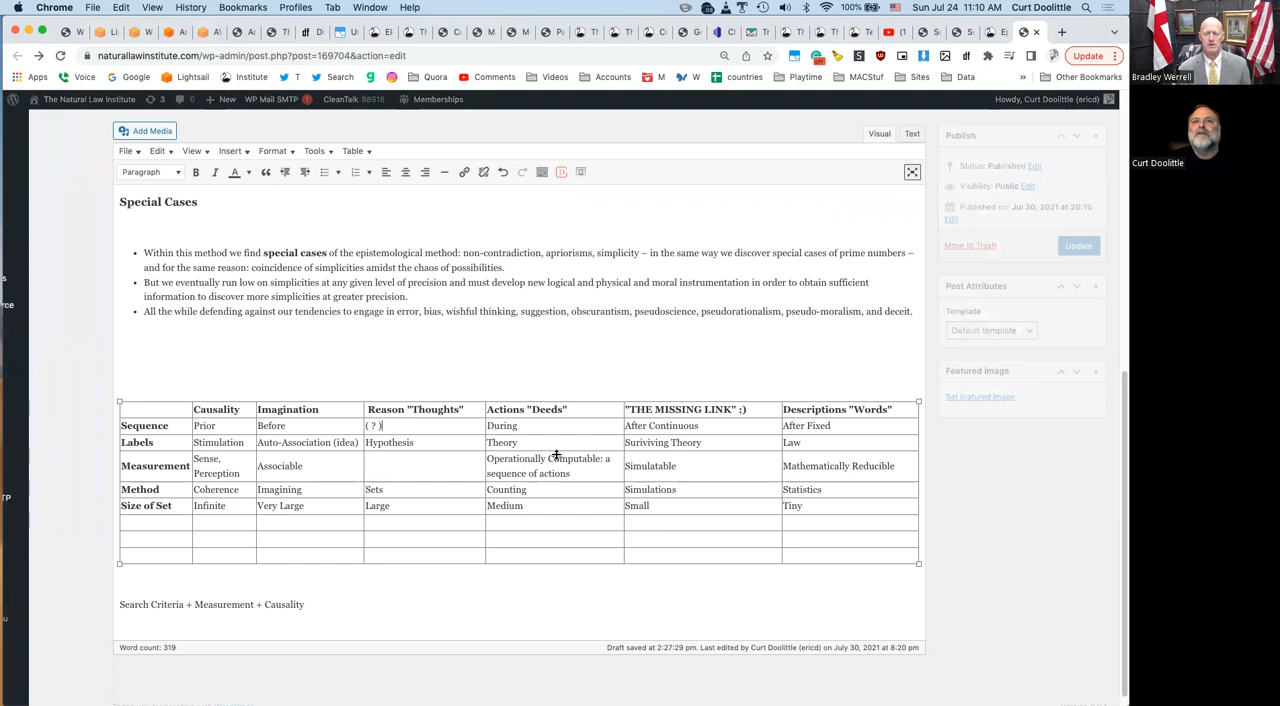 Chrome File Edit View History Bookmarks Profiles Tab Window Help 100% Sun Jul 24 11:10 AM Curt Doolittle
naturallawinstitute.com/wp-admin/post.php?post=169704&action=edit Update
Apps Voice Google Lightsail Institute T Search Quora Comments Videos Accounts M W countries Playtime MACStuf Sites Data » Other Bookmarks
The Natural Law Institute 3 0 + New WP Mail SMTP ! CleanTalk 88518 Memberships Howdy, Curt Doolittle (ericd)
Add Media Visual Text
File Edit View Insert Format Tools Table
Paragraph B I A
Special Cases
Within this method we find special cases of the epistemological method: non-contradiction, apriorisms, simplicity – in the same way we discover special cases of prime numbers –
and for the same reason: coincidence of simplicities amidst the chaos of possibilities.
But we eventually run low on simplicities at any given level of precision and must develop new logical and physical and moral instrumentation in order to obtain sufficient
information to discover more simplicities at greater precision.
All the while defending against our tendencies to engage in error, bias, wishful thinking, suggestion, obscurantism, pseudoscience, pseudorationalism, pseudo-moralism, and deceit.
Causality Imagination Reason "Thoughts" Actions "Deeds" "THE MISSING LINK" ;) Descriptions "Words"
Sequence Prior Before ( ? ) During After Continuous After Fixed
Labels Stimulation Auto-Association (idea) Hypothesis Theory Suriviing Theory Law
Measurement Sense, Perception Associable Operationally Computable: a sequence of actions Simulatable Mathematically Reducible
Method Coherence Imagining Sets Counting Simulations Statistics
Size of Set Infinite Very Large Large Medium Small Tiny
Search Criteria + Measurement + Causality
Word count: 319 Draft saved at 2:27:29 pm. Last edited by Curt Doolittle (ericd) on July 30, 2021 at 8:20 pm
Publish
Status: Published Edit
Visibility: Public Edit
Published on: Jul 30, 2021 at 20:15
Edit
Move to Trash Update
Post Attributes
Template
Default template
Featured image
Set featured image
Bradley Werrell
Curt Doolittle